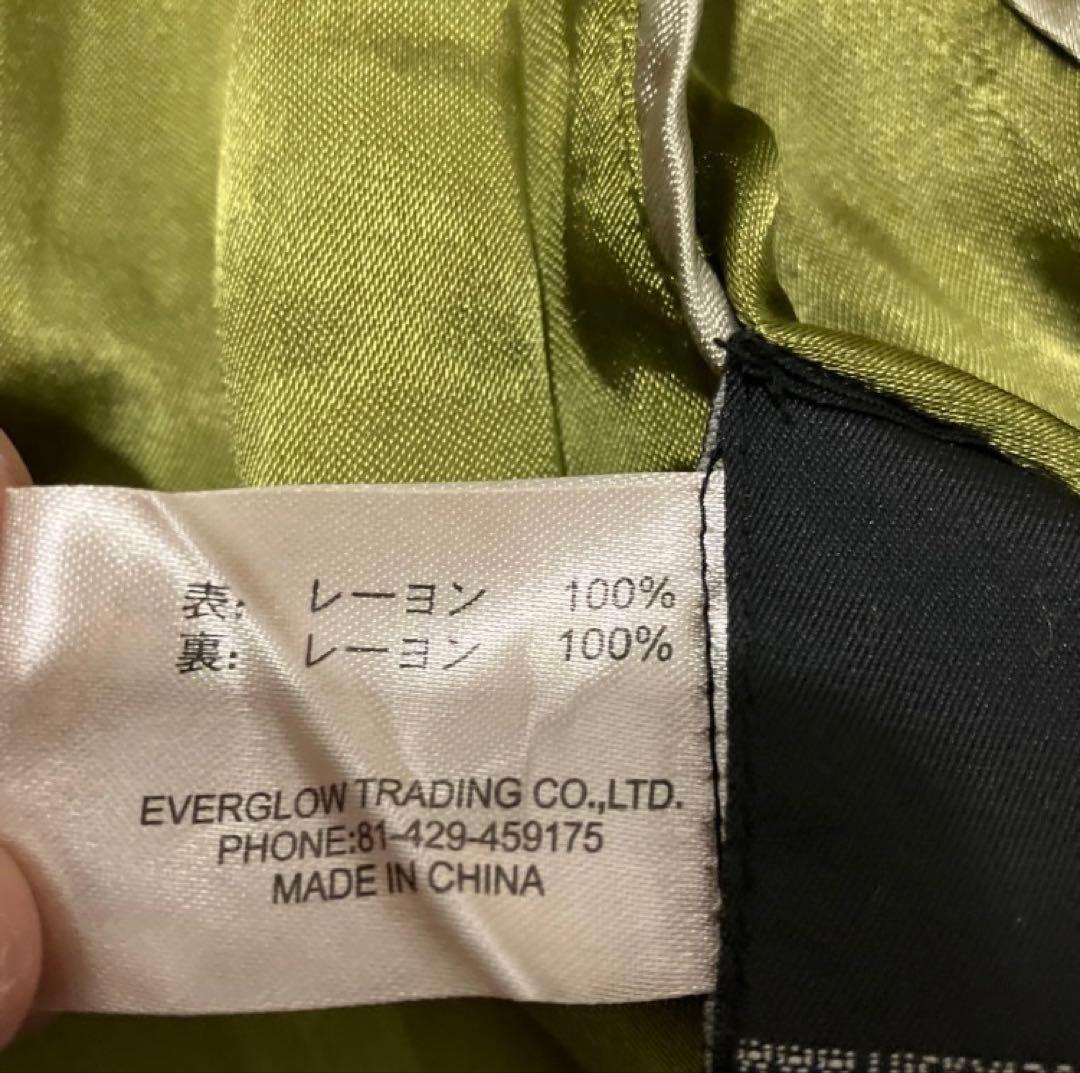 表: レーヨン 100%
裏: レーヨン 100%
EVERGLOW TRADING CO.,LTD.
PHONE:81-429-459175
MADE IN CHINA